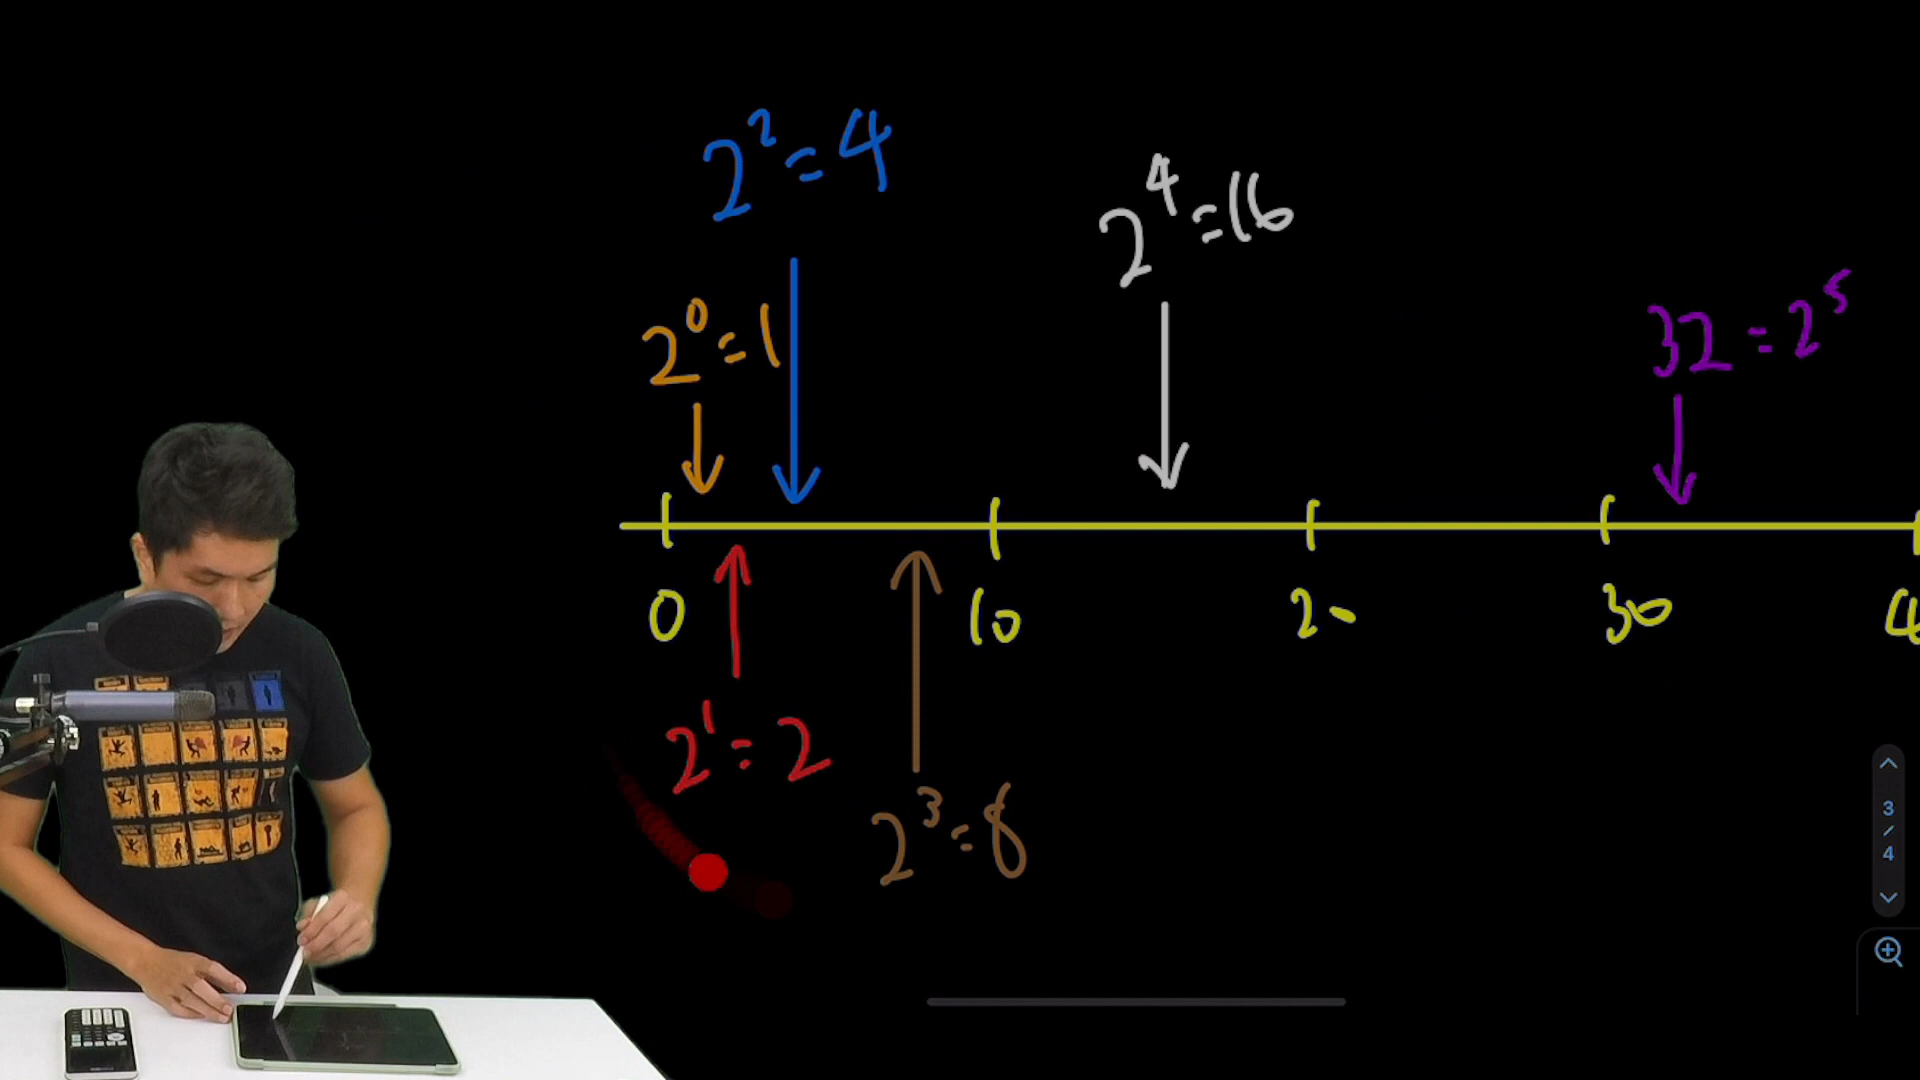 2² = 4
2⁴ = 16
2⁰ = 1
32 = 2⁵
0 10 20 30
2¹ = 2
2³ = 8
3
/
4